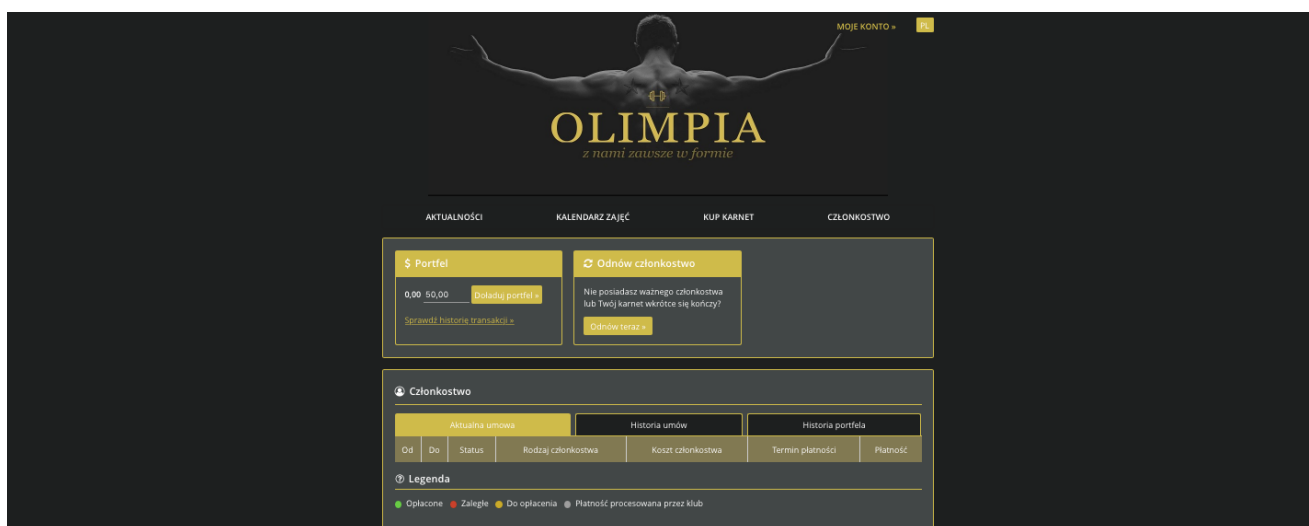 MOJE KONTO »
PL
OLIMPIA
z nami zawsze w formie
AKTUALNOŚCI KALENDARZ ZAJĘĆ KUP KARNET CZŁONKOSTWO
$ Portfel
0,00 50,00 Doładuj portfel »
Sprawdź historię transakcji »
Odnów członkostwo
Nie posiadasz ważnego członkostwa
lub Twój karnet wkrótce się kończy?
Odnów teraz »
Członkostwo
Aktualna umowa Historia umów Historia portfela
Od Do Status Rodzaj członkostwa Koszt członkostwa Termin płatności Płatność
Legenda
Opłacone Zaległe Do opłacenia Płatność procesowana przez klub